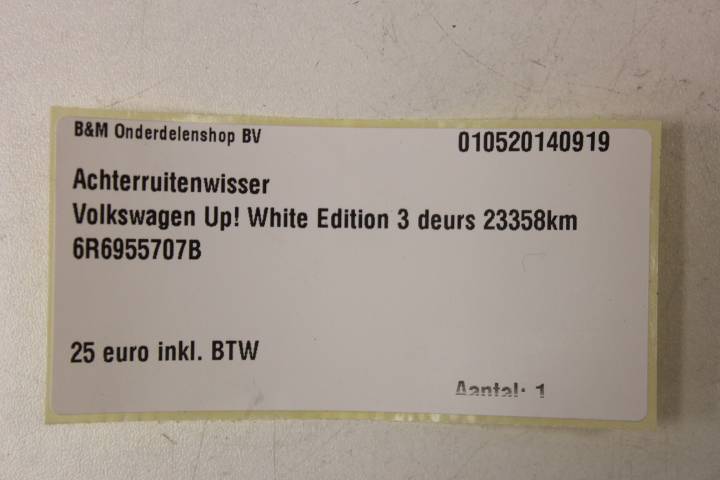 B&M Onderdelenshop BV 010520140919
Achterruitenwisser
Volkswagen Up! White Edition 3 deurs 23358km
6R6955707B
25 euro inkl. BTW
Aantal: 1